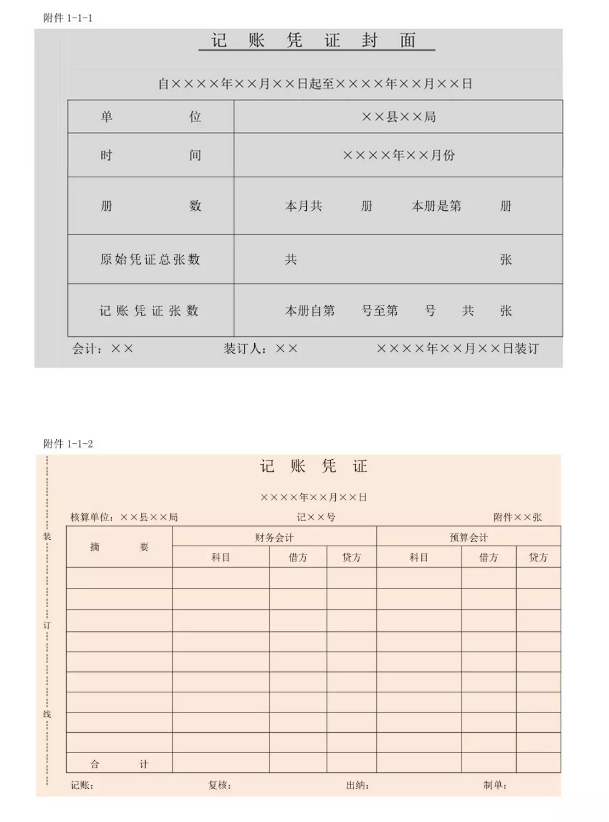 附件 1-1-1
记 账 凭 证 封 面
自××××年××月××日起至××××年××月××日
单 位 ××县××局
时 间 ××××年××月份
册 数 本月共 册 本册是第 册
原始凭证总张数 共 张
记账凭证张数 本册自第 号至第 号 共 张
会计：×× 装订人：×× ××××年××月××日装订
附件 1-1-2
记 账 凭 证
××××年××月××日
核算单位：××县××局 记××号 附件××张
摘 要 财务会计 预算会计
科目 借方 贷方 科目 借方 贷方
合 计
记账： 复核： 出纳： 制单：
装
订
线